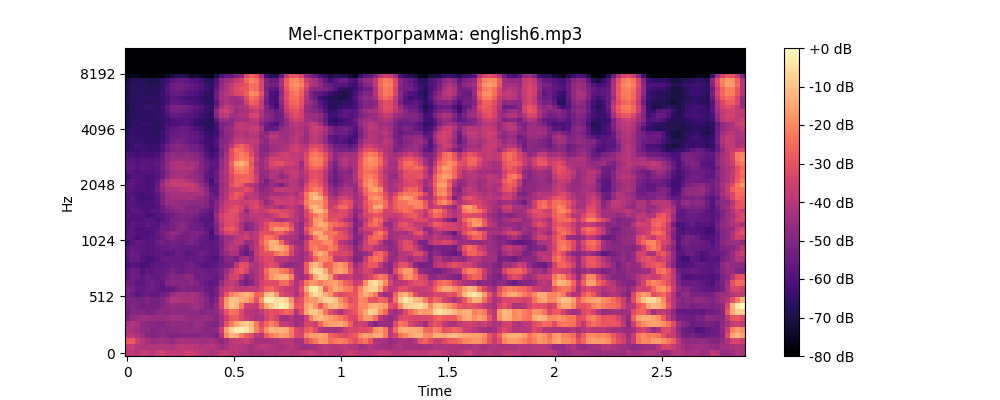 Mel-спектрограмма: english6.mp3
8192
4096
2048
1024
512
0
Hz
0
0.5
1
1.5
2
2.5
Time
+0 dB
-10 dB
-20 dB
-30 dB
-40 dB
-50 dB
-60 dB
-70 dB
-80 dB